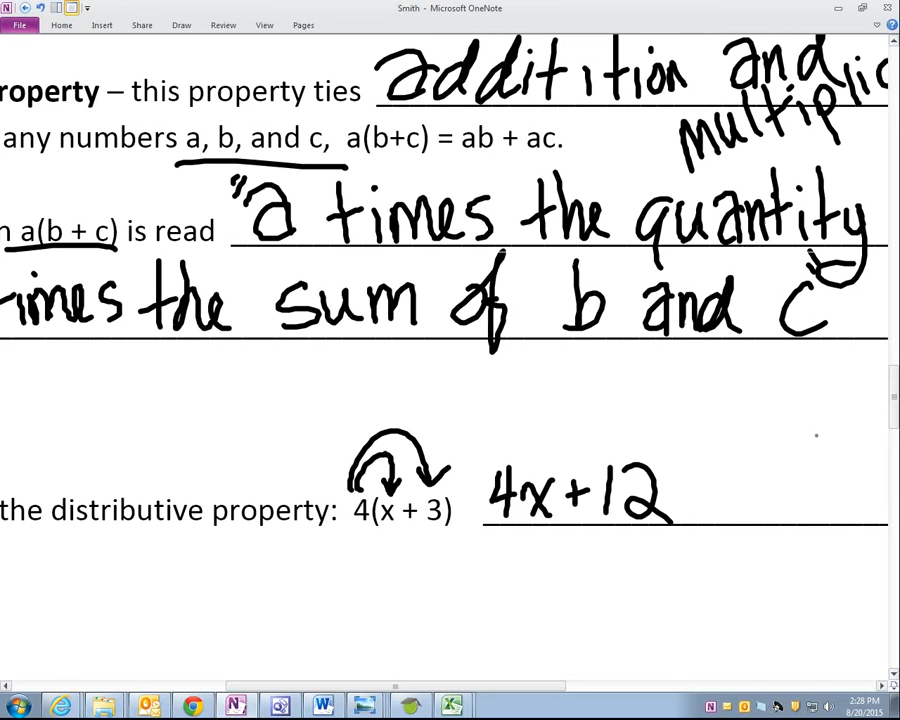 Smith - Microsoft OneNote
File Home Insert Share Draw Review View Pages
roperty – this property ties addition and
multiplic
any numbers a, b, and c, a(b+c) = ab + ac.
n a(b + c) is read "a times the quantity
times the sum of b and c
the distributive property: 4(x + 3) 4x + 12
2:28 PM
8/20/2015